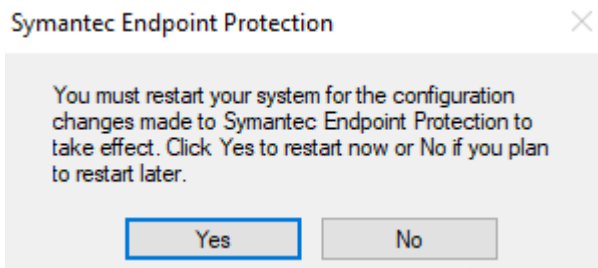 Symantec Endpoint Protection
You must restart your system for the configuration
changes made to Symantec Endpoint Protection to
take effect. Click Yes to restart now or No if you plan
to restart later.
Yes No